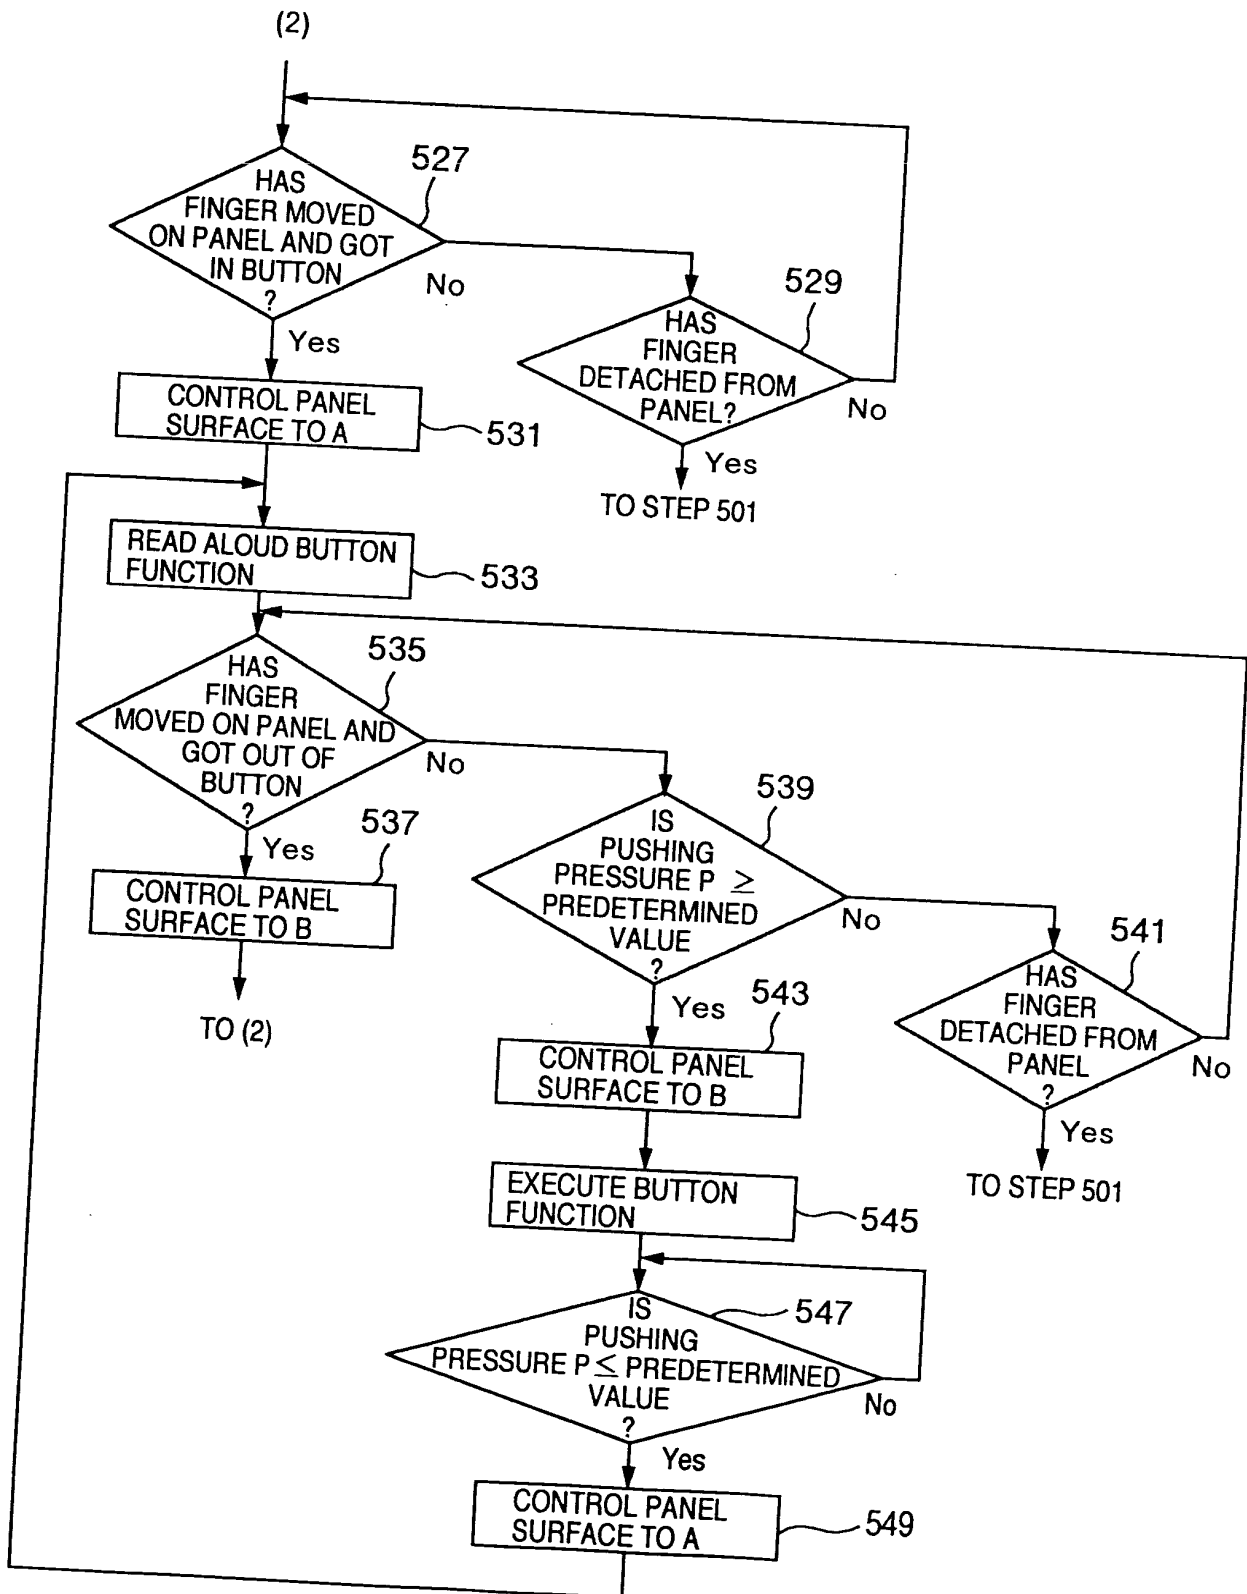 (2)
527
HAS
FINGER MOVED
ON PANEL AND GOT
IN BUTTON
?
No
Yes
529
HAS
FINGER
DETACHED FROM
PANEL?
No
Yes
TO STEP 501
CONTROL PANEL
SURFACE TO A
531
READ ALOUD BUTTON
FUNCTION
533
535
HAS
FINGER
MOVED ON PANEL AND
GOT OUT OF
BUTTON
?
No
Yes
537
CONTROL PANEL
SURFACE TO B
TO (2)
539
IS
PUSHING
PRESSURE P ≥
PREDETERMINED
VALUE
?
No
Yes
541
HAS
FINGER
DETACHED FROM
PANEL
?
No
Yes
TO STEP 501
543
CONTROL PANEL
SURFACE TO B
EXECUTE BUTTON
FUNCTION
545
547
IS
PUSHING
PRESSURE P ≤ PREDETERMINED
VALUE
?
No
Yes
CONTROL PANEL
SURFACE TO A
549